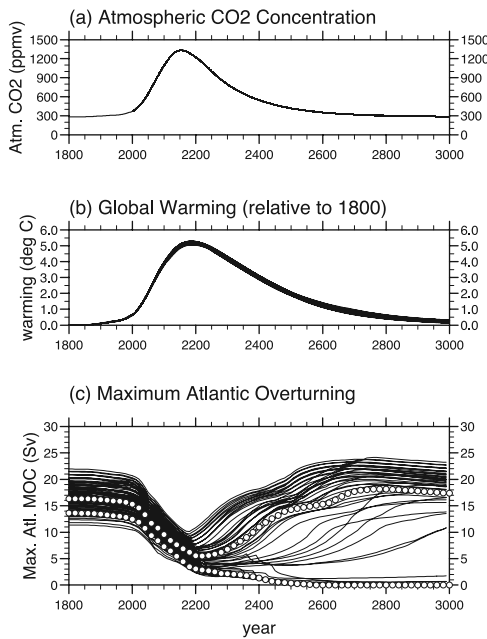 (a) Atmospheric CO2 Concentration
Atm. CO2 (ppmv)
1500 1500
1200 1200
900 900
600 600
300 300
0 0
1800 2000 2200 2400 2600 2800 3000
(b) Global Warming (relative to 1800)
warming (deg C)
6.0 6.0
5.0 5.0
4.0 4.0
3.0 3.0
2.0 2.0
1.0 1.0
0.0 0.0
1800 2000 2200 2400 2600 2800 3000
(c) Maximum Atlantic Overturning
Max. Atl. MOC (Sv)
30 30
25 25
20 20
15 15
10 10
5 5
0 0
1800 2000 2200 2400 2600 2800 3000
year